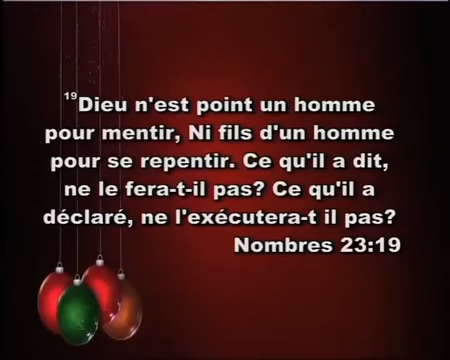 19Dieu n'est point un homme
pour mentir, Ni fils d'un homme
pour se repentir. Ce qu'il a dit,
ne le fera-t-il pas? Ce qu'il a
déclaré, ne l'exécutera-t il pas?
Nombres 23:19